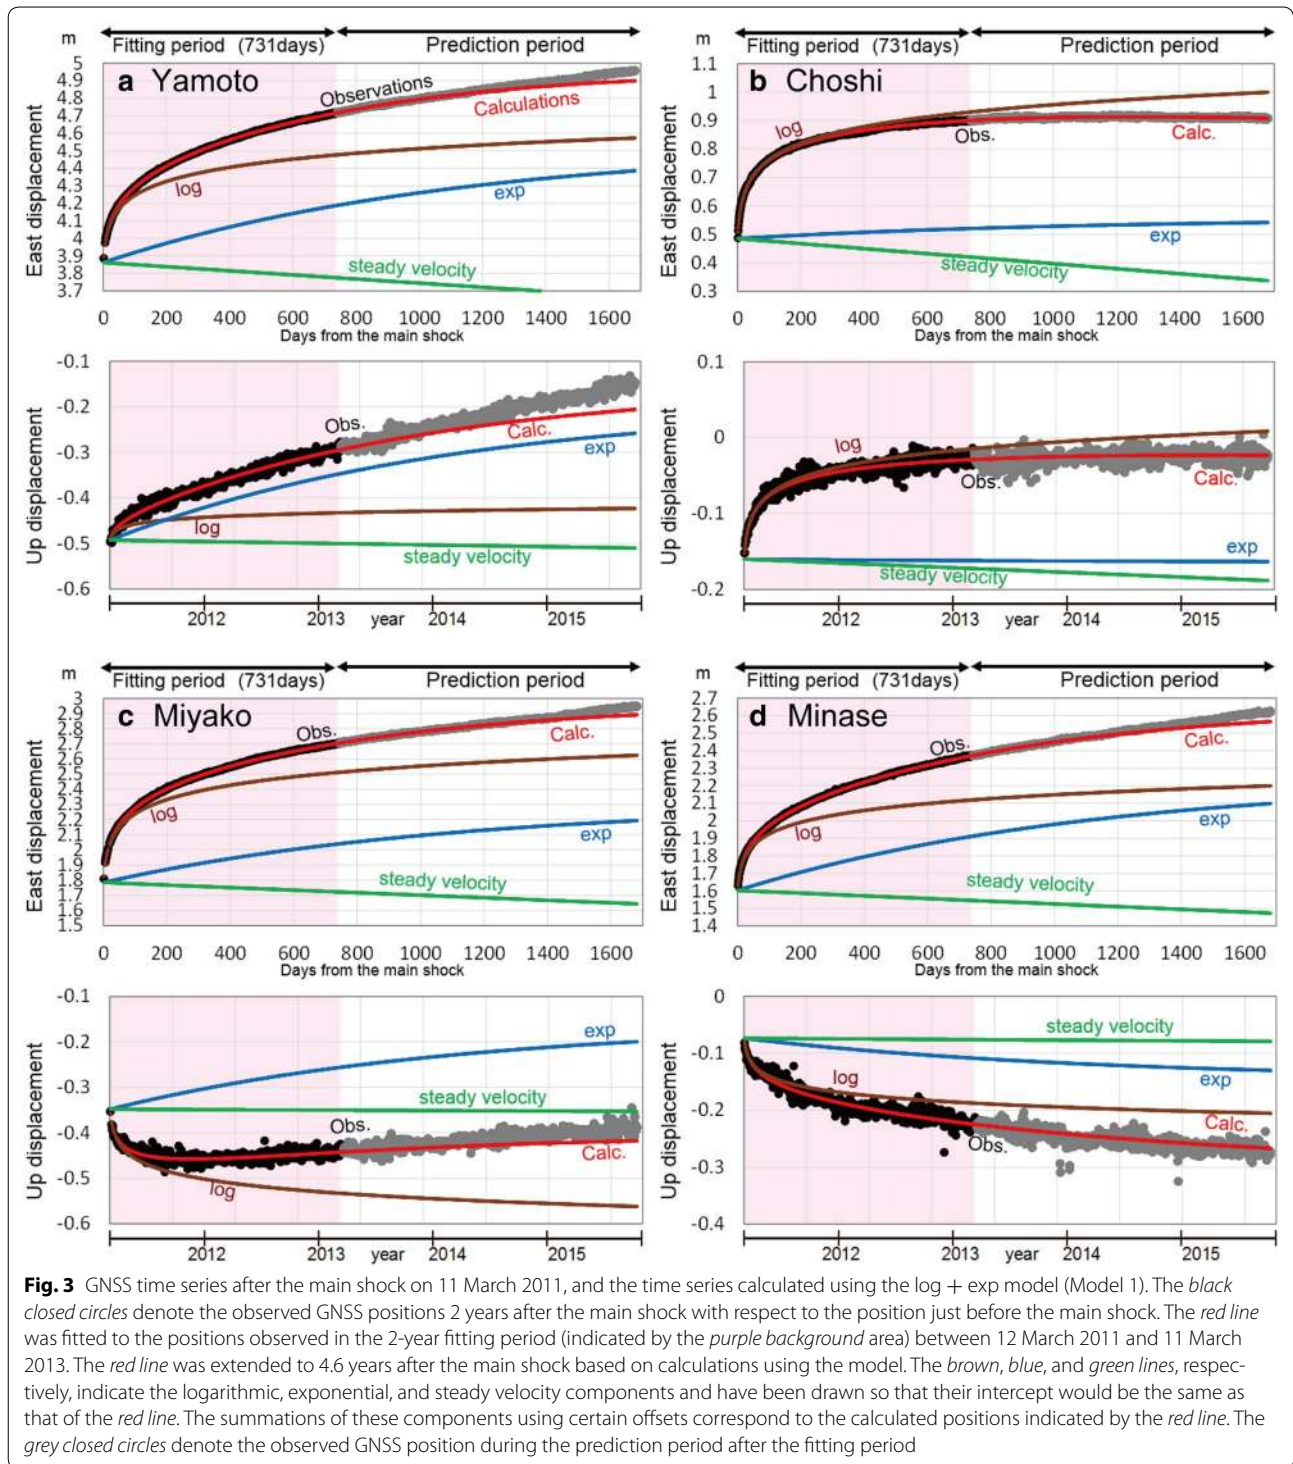 Fitting period (731days) Prediction period
m
a Yamoto
5
4.9
4.8
4.7
4.6
4.5
4.4
4.3
4.2
4.1
4
3.9
3.8
3.7
East displacement
Observations
Calculations
log
exp
steady velocity
0 200 400 600 800 1000 1200 1400 1600
Days from the main shock
-0.1
-0.2
-0.3
-0.4
-0.5
-0.6
Up displacement
Obs.
Calc.
exp
log
steady velocity
2012 2013 year 2014 2015
Fitting period (731days) Prediction period
m
b Choshi
1.1
1
0.9
0.8
0.7
0.6
0.5
0.4
0.3
East displacement
log
Obs.
Calc.
exp
steady velocity
0 200 400 600 800 1000 1200 1400 1600
Days from the main shock
0.1
0
-0.1
-0.2
Up displacement
log
Obs.
Calc.
exp
steady velocity
2012 2013 year 2014 2015
Fitting period (731days) Prediction period
m
c Miyako
3
2.9
2.8
2.7
2.6
2.5
2.4
2.3
2.2
2.1
2
1.9
1.8
1.7
1.6
1.5
East displacement
Obs.
Calc.
log
exp
steady velocity
0 200 400 600 800 1000 1200 1400 1600
Days from the main shock
-0.1
-0.2
-0.3
-0.4
-0.5
-0.6
Up displacement
exp
steady velocity
Obs.
Calc.
log
2012 2013 year 2014 2015
Fitting period (731days) Prediction period
m
d Minase
2.7
2.6
2.5
2.4
2.3
2.2
2.1
2
1.9
1.8
1.7
1.6
1.5
1.4
East displacement
Obs.
Calc.
log
exp
steady velocity
0 200 400 600 800 1000 1200 1400 1600
Days from the main shock
0
-0.1
-0.2
-0.3
-0.4
Up displacement
steady velocity
exp
log
Calc.
Obs.
2012 2013 year 2014 2015
Fig. 3 GNSS time series after the main shock on 11 March 2011, and the time series calculated using the log + exp model (Model 1). The black
closed circles denote the observed GNSS positions 2 years after the main shock with respect to the position just before the main shock. The red line
was fitted to the positions observed in the 2-year fitting period (indicated by the purple background area) between 12 March 2011 and 11 March
2013. The red line was extended to 4.6 years after the main shock based on calculations using the model. The brown, blue, and green lines, respec-
tively, indicate the logarithmic, exponential, and steady velocity components and have been drawn so that their intercept would be the same as
that of the red line. The summations of these components using certain offsets correspond to the calculated positions indicated by the red line. The
grey closed circles denote the observed GNSS position during the prediction period after the fitting period